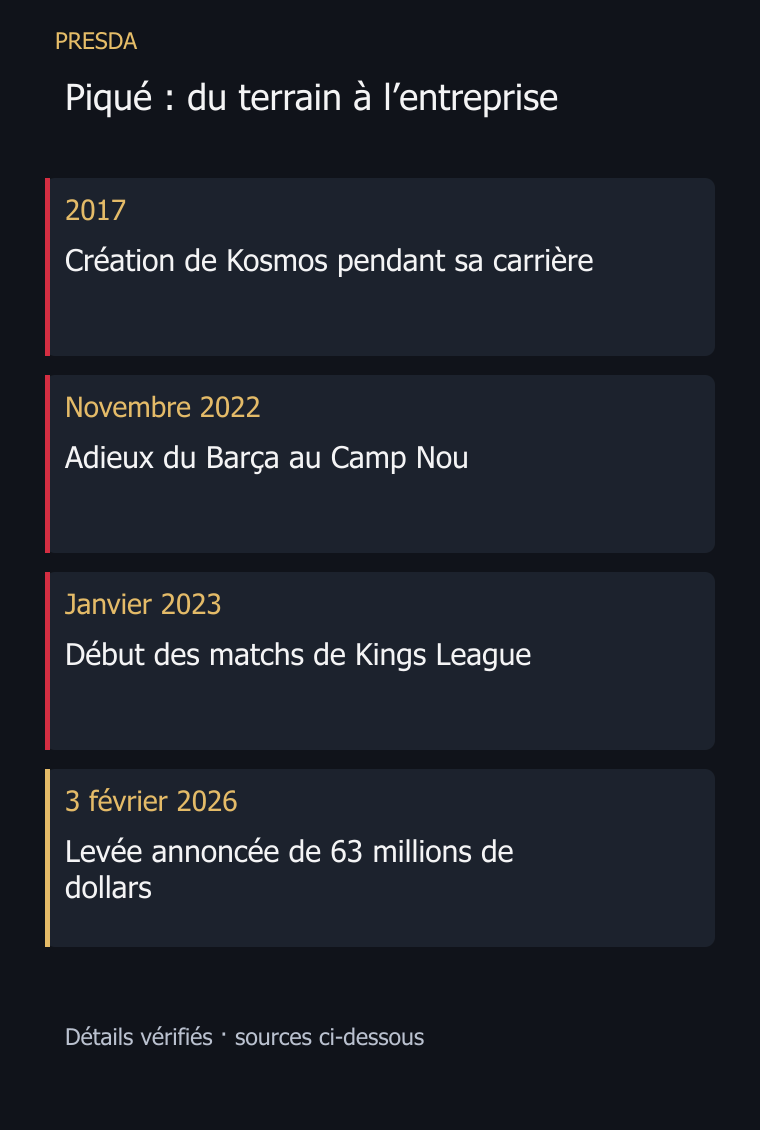 PRESDA
Piqué : du terrain à l’entreprise
2017
Création de Kosmos pendant sa carrière
Novembre 2022
Adieux du Barça au Camp Nou
Janvier 2023
Début des matchs de Kings League
3 février 2026
Levée annoncée de 63 millions de
dollars
Détails vérifiés · sources ci-dessous